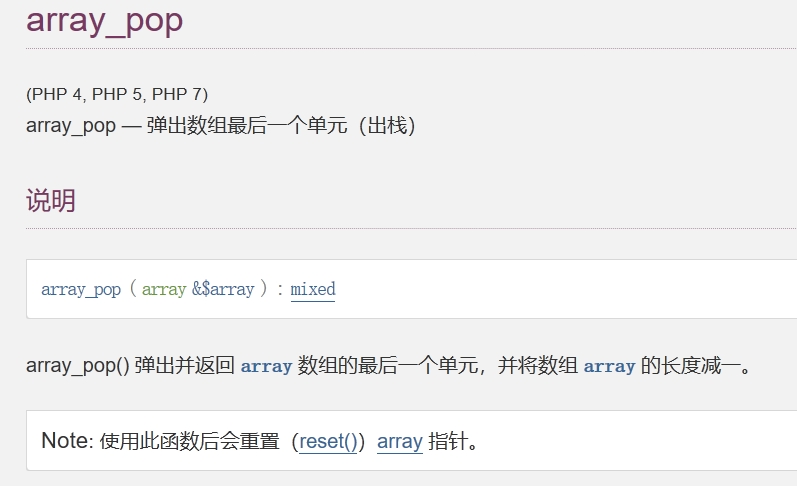 array_pop
(PHP 4, PHP 5, PHP 7)
array_pop — 弹出数组最后一个单元（出栈）
说明
array_pop ( array &$array ) : mixed
array_pop() 弹出并返回 array 数组的最后一个单元，并将数组 array 的长度减一。
Note: 使用此函数后会重置（reset()）array 指针。